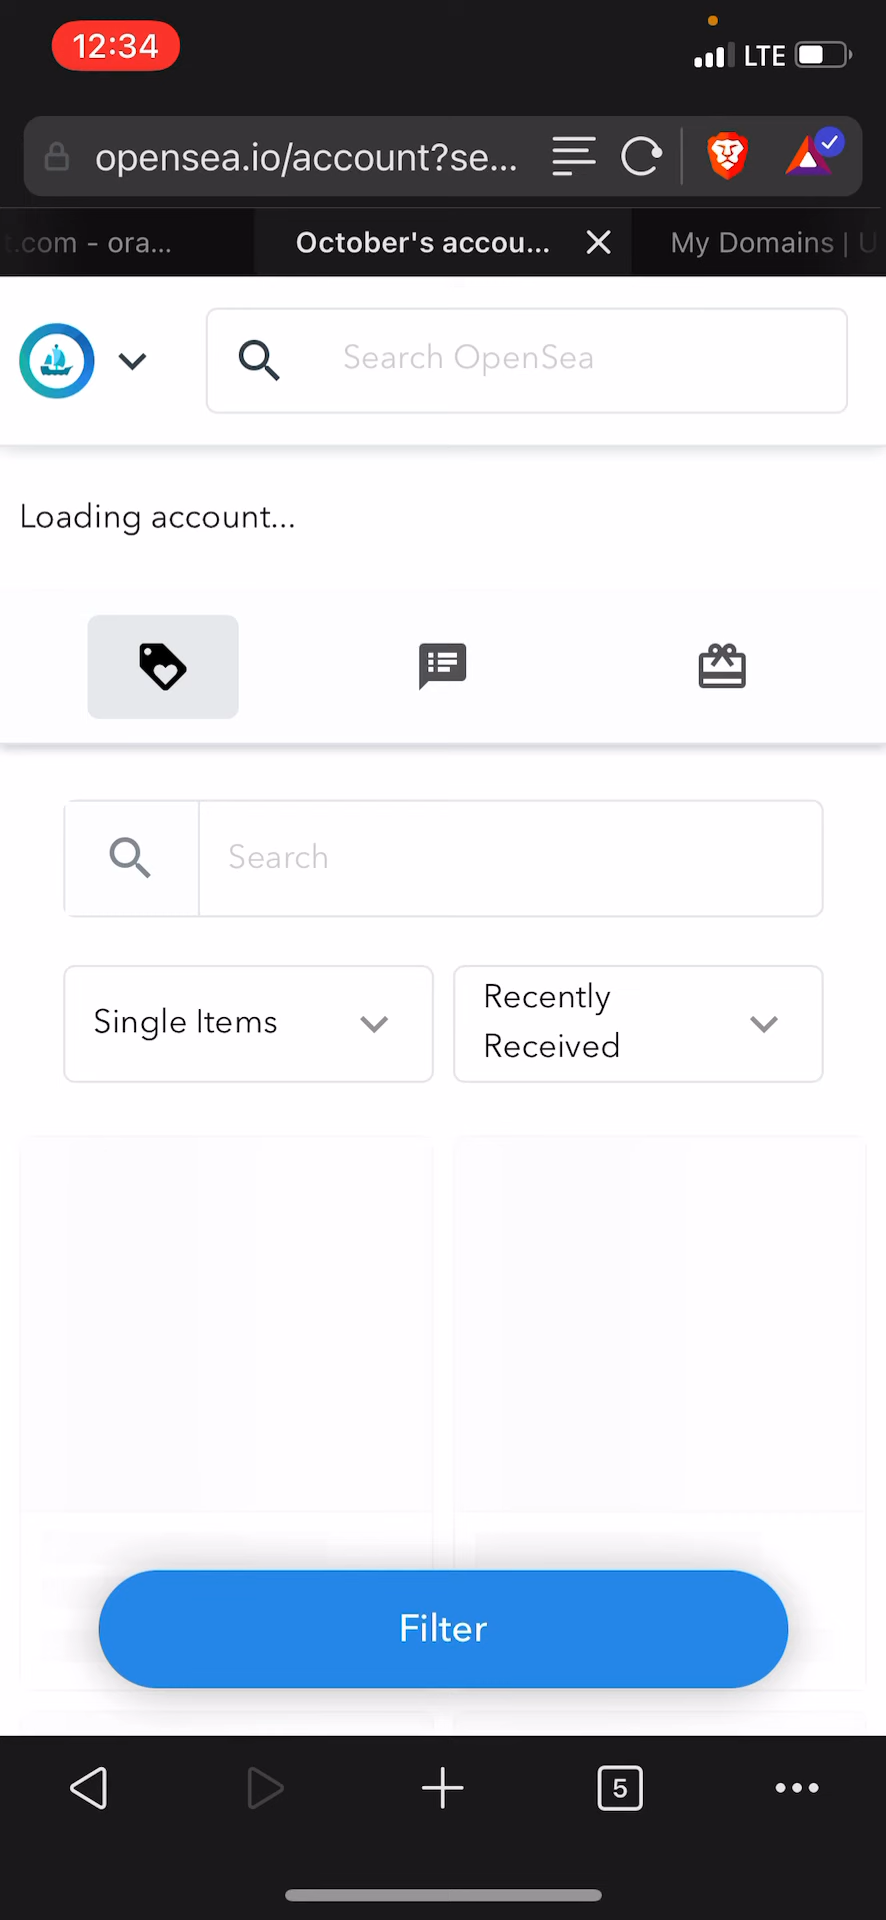 12:34
LTE
opensea.io/account?se...
t.com - ora...
October's accou...
My Domains | U
Search OpenSea
Loading account...
Search
Single Items
Recently
Received
Filter
5